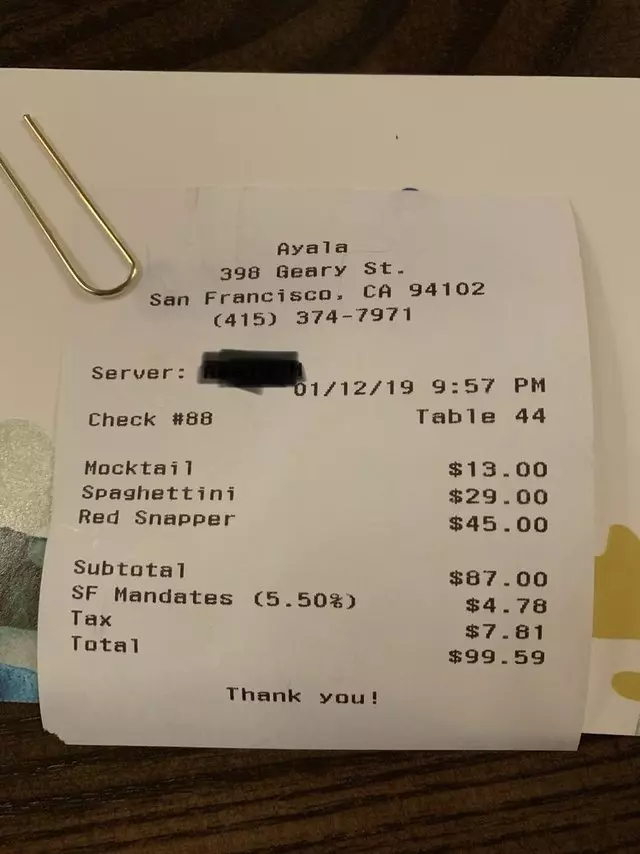 Ayala
398 Geary St.
San Francisco, CA 94102
(415) 374-7971
Server:
01/12/19 9:57 PM
Check #88 Table 44
Mocktail $13.00
Spaghettini $29.00
Red Snapper $45.00
Subtotal $87.00
SF Mandates (5.50%) $4.78
Tax $7.81
Total $99.59
Thank you!